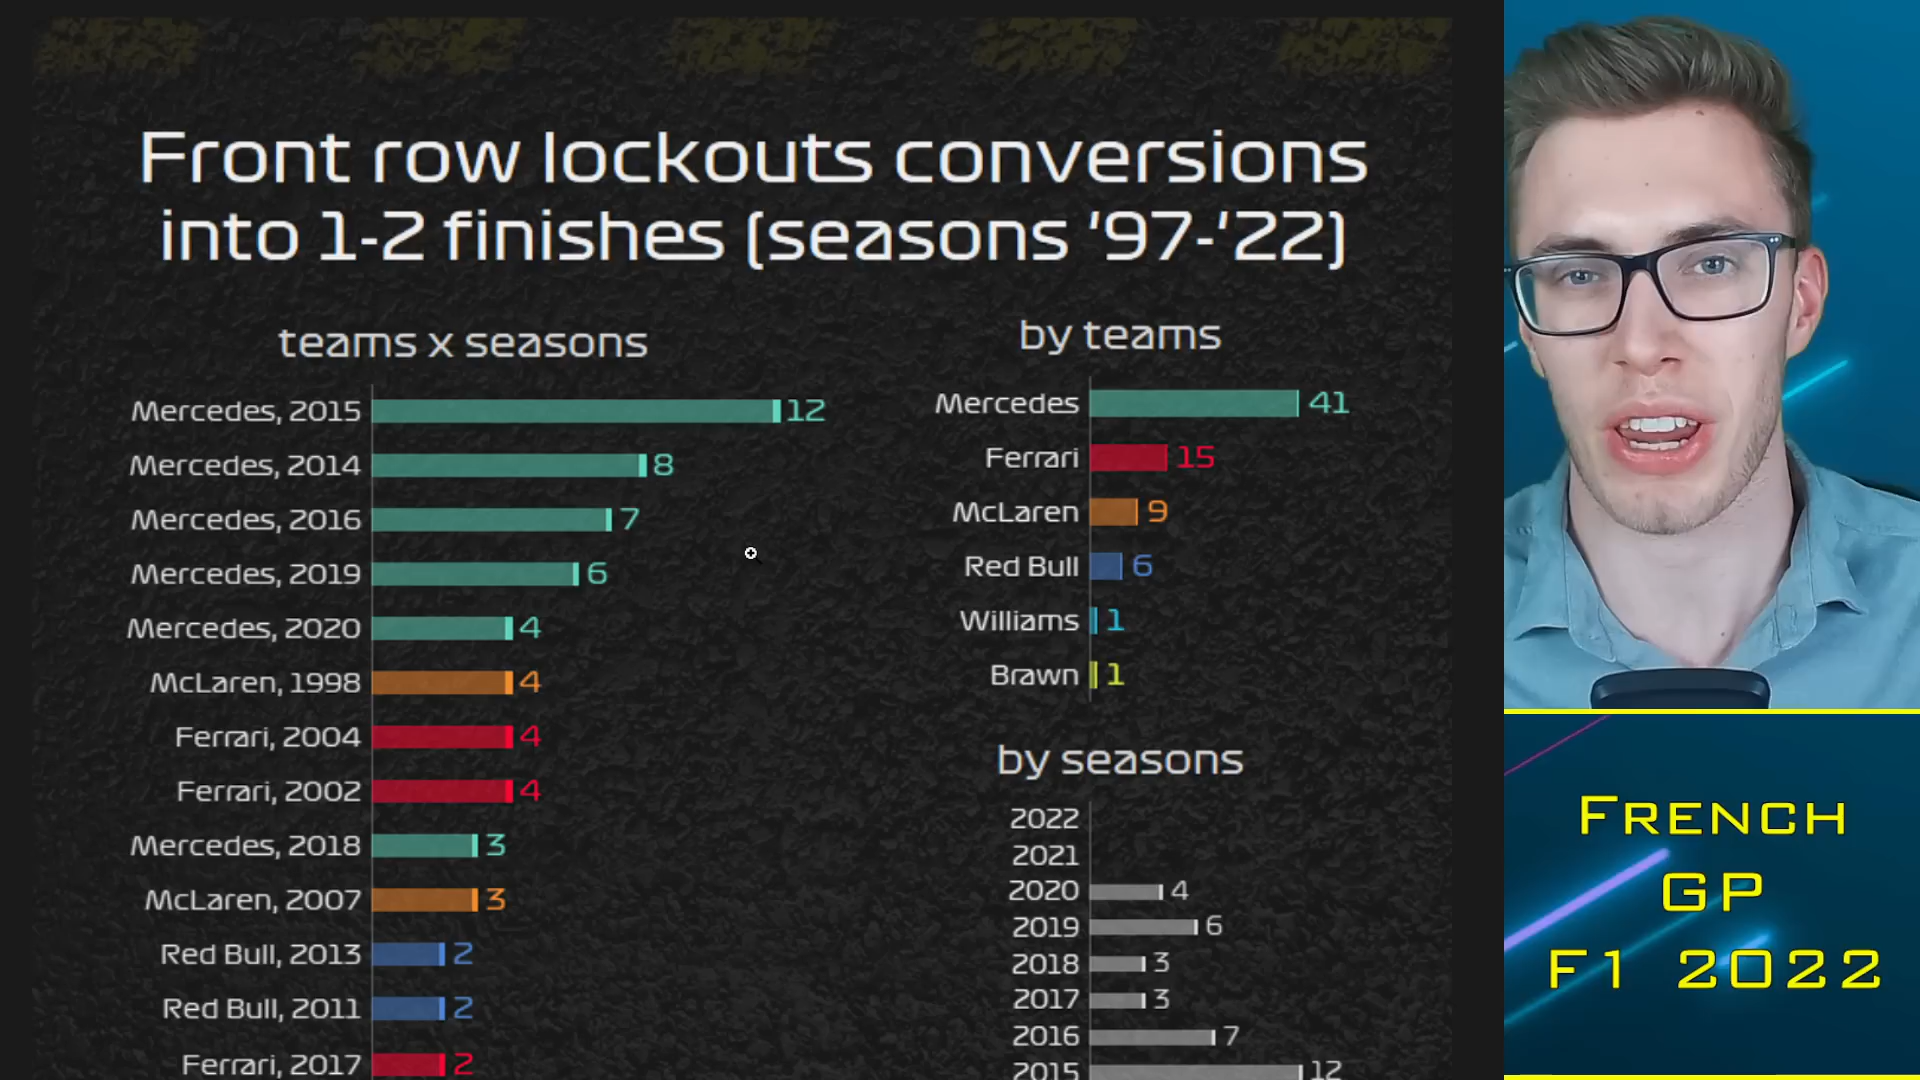 Front row lockouts conversions
into 1-2 finishes (seasons '97-'22)
teams x seasons
Mercedes, 2015 12
Mercedes, 2014 8
Mercedes, 2016 7
Mercedes, 2019 6
Mercedes, 2020 4
McLaren, 1998 4
Ferrari, 2004 4
Ferrari, 2002 4
Mercedes, 2018 3
McLaren, 2007 3
Red Bull, 2013 2
Red Bull, 2011 2
Ferrari, 2017 2
by teams
Mercedes 41
Ferrari 15
McLaren 9
Red Bull 6
Williams 1
Brawn 1
by seasons
2022
2021
2020 4
2019 6
2018 3
2017 3
2016 7
2015 12
French
GP
F1 2022